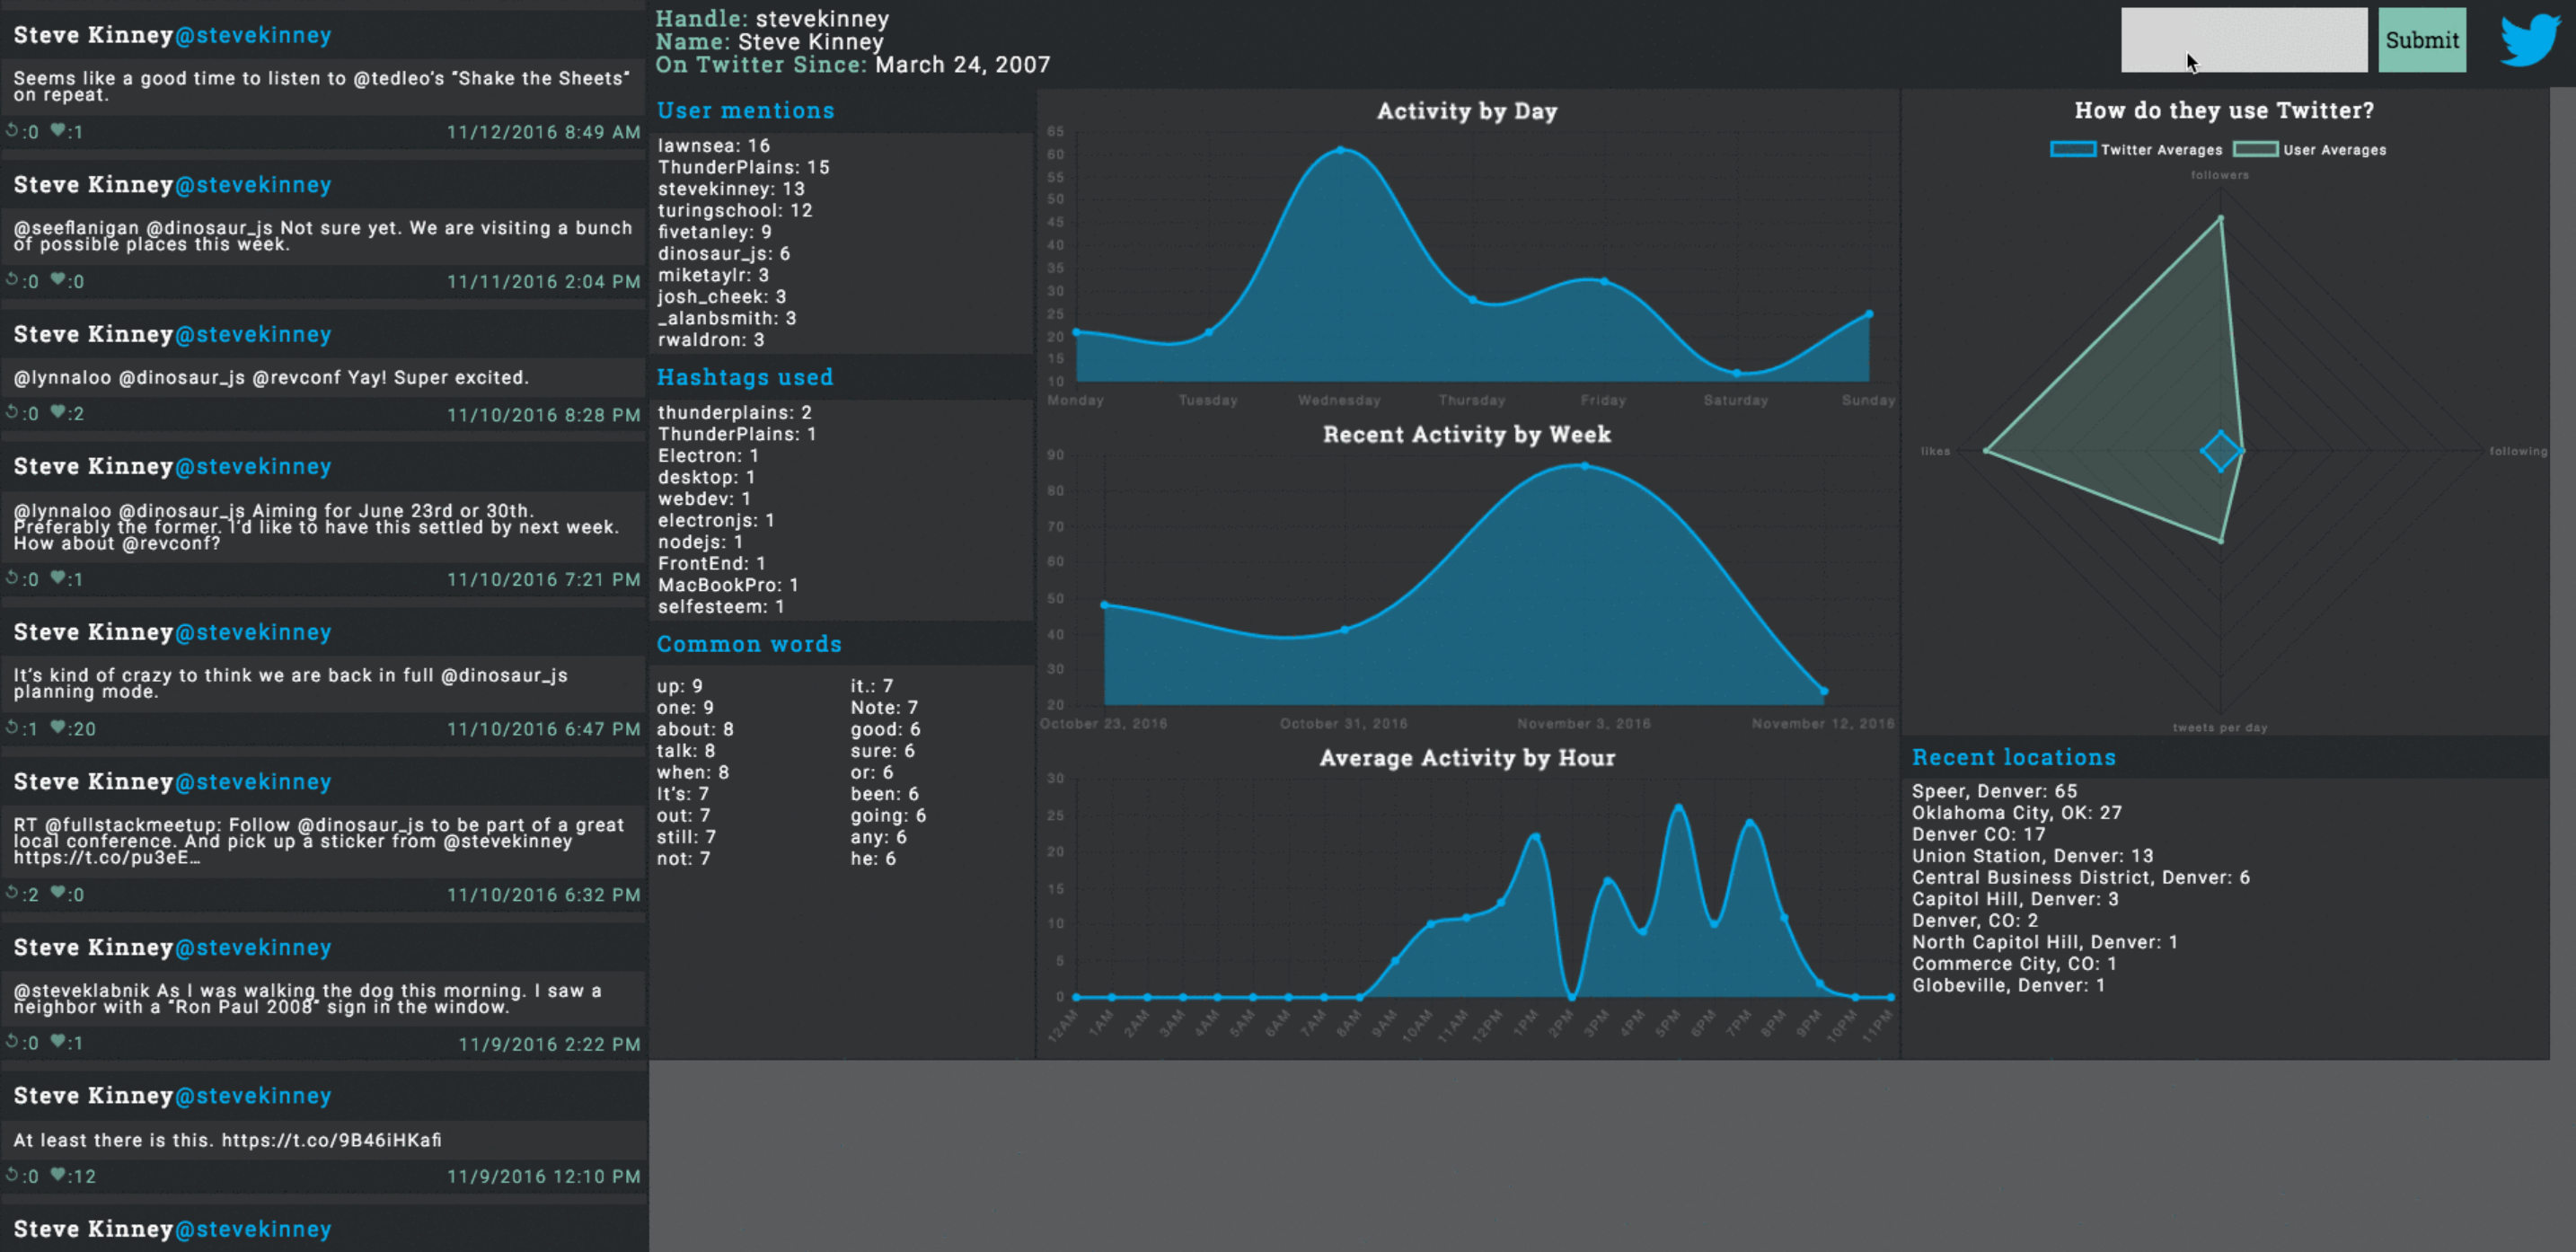 Steve Kinney@stevekinney
Seems like a good time to listen to @tedleo's "Shake the Sheets"
on repeat.
:0 :1 11/12/2016 8:49 AM
Steve Kinney@stevekinney
@seeflanigan @dinosaur_js Not sure yet. We are visiting a bunch
of possible places this week.
:0 :0 11/11/2016 2:04 PM
Steve Kinney@stevekinney
@lynnaloo @dinosaur_js @revconf Yay! Super excited.
:0 :2 11/10/2016 8:28 PM
Steve Kinney@stevekinney
@lynnaloo @dinosaur_js Aiming for June 23rd or 30th.
Preferably the former. I'd like to have this settled by next week.
How about @revconf?
:0 :1 11/10/2016 7:21 PM
Steve Kinney@stevekinney
It's kind of crazy to think we are back in full @dinosaur_js
planning mode.
:1 :20 11/10/2016 6:47 PM
Steve Kinney@stevekinney
RT @fullstackmeetup: Follow @dinosaur_js to be part of a great
local conference. And pick up a sticker from @stevekinney
https://t.co/pu3eE…
:2 :0 11/10/2016 6:32 PM
Steve Kinney@stevekinney
@steveklabnik As I was walking the dog this morning. I saw a
neighbor with a "Ron Paul 2008" sign in the window.
:0 :1 11/9/2016 2:22 PM
Steve Kinney@stevekinney
At least there is this. https://t.co/9B46iHKafi
:0 :12 11/9/2016 12:10 PM
Steve Kinney@stevekinney
Handle: stevekinney
Name: Steve Kinney
On Twitter Since: March 24, 2007
Submit
User mentions
lawnsea: 16
ThunderPlains: 15
stevekinney: 13
turingschool: 12
fivetanley: 9
dinosaur_js: 6
miketaylr: 3
josh_cheek: 3
_alanbsmith: 3
rwaldron: 3
Hashtags used
thunderplains: 2
ThunderPlains: 1
Electron: 1
desktop: 1
webdev: 1
electronjs: 1
nodejs: 1
FrontEnd: 1
MacBookPro: 1
selfesteem: 1
Common words
up: 9 it.: 7
one: 9 Note: 7
about: 8 good: 6
talk: 8 sure: 6
when: 8 or: 6
It's: 7 been: 6
out: 7 going: 6
still: 7 any: 6
not: 7 he: 6
Activity by Day
65
60
55
50
45
40
35
30
25
20
15
10
Monday Tuesday Wednesday Thursday Friday Saturday Sunday
Recent Activity by Week
90
80
70
60
50
40
30
20
October 23, 2016 October 31, 2016 November 3, 2016 November 12, 2016
Average Activity by Hour
30
25
20
15
10
5
0
12AM 1AM 2AM 3AM 4AM 5AM 6AM 7AM 8AM 9AM 10AM 11AM 12PM 1PM 2PM 3PM 4PM 5PM 6PM 7PM 8PM 9PM 10PM 11PM
How do they use Twitter?
Twitter Averages User Averages
followers
likes following
tweets per day
Recent locations
Speer, Denver: 65
Oklahoma City, OK: 27
Denver CO: 17
Union Station, Denver: 13
Central Business District, Denver: 6
Capitol Hill, Denver: 3
Denver, CO: 2
North Capitol Hill, Denver: 1
Commerce City, CO: 1
Globeville, Denver: 1